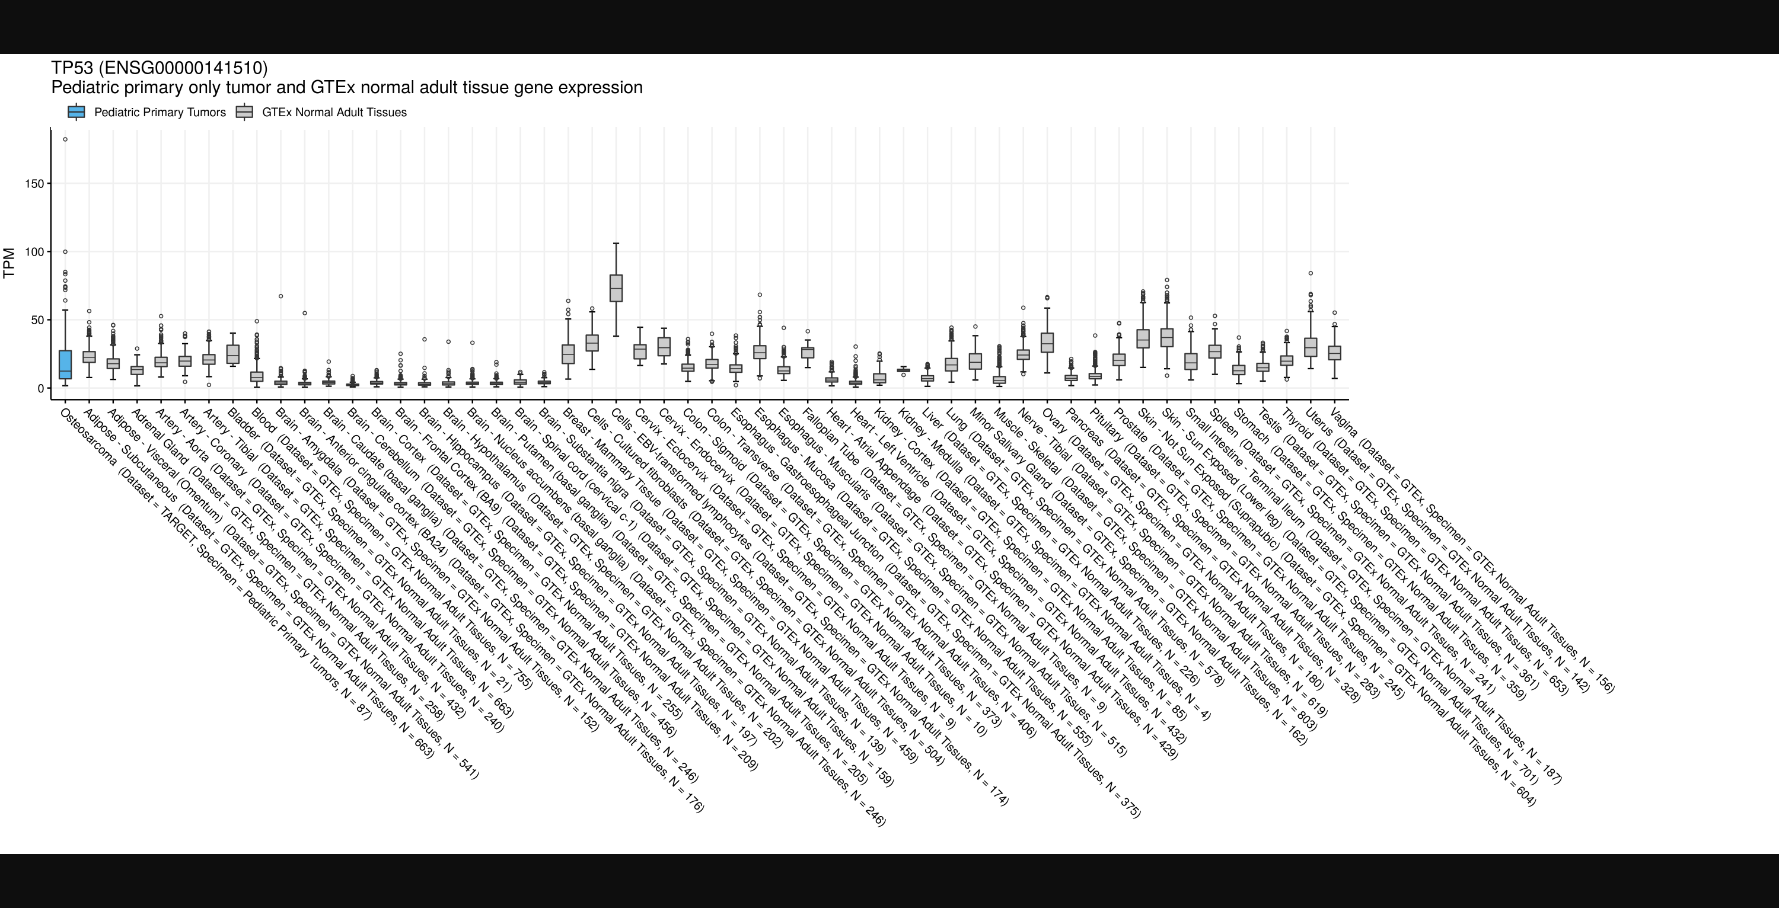 TP53 (ENSG00000141510)
Pediatric primary only tumor and GTEx normal adult tissue gene expression
Pediatric Primary Tumors
GTEx Normal Adult Tissues
TPM
150
100
50
0
Osteosarcoma (Dataset = TARGET, Specimen = Pediatric Primary Tumors, N = 87)
Adipose - Subcutaneous (Dataset = GTEx, Specimen = GTEx Normal Adult Tissues, N = 663)
Adipose - Visceral (Omentum) (Dataset = GTEx, Specimen = GTEx Normal Adult Tissues, N = 541)
Adrenal Gland (Dataset = GTEx, Specimen = GTEx Normal Adult Tissues, N = 258)
Artery - Aorta (Dataset = GTEx, Specimen = GTEx Normal Adult Tissues, N = 432)
Artery - Coronary (Dataset = GTEx, Specimen = GTEx Normal Adult Tissues, N = 240)
Artery - Tibial (Dataset = GTEx, Specimen = GTEx Normal Adult Tissues, N = 663)
Bladder (Dataset = GTEx, Specimen = GTEx Normal Adult Tissues, N = 21)
Blood (Dataset = GTEx, Specimen = GTEx Normal Adult Tissues, N = 755)
Brain - Amygdala (Dataset = GTEx, Specimen = GTEx Normal Adult Tissues, N = 152)
Brain - Anterior cingulate cortex (BA24) (Dataset = GTEx, Specimen = GTEx Normal Adult Tissues, N = 176)
Brain - Caudate (basal ganglia) (Dataset = GTEx, Specimen = GTEx Normal Adult Tissues, N = 246)
Brain - Cerebellum (Dataset = GTEx, Specimen = GTEx Normal Adult Tissues, N = 456)
Brain - Cortex (Dataset = GTEx, Specimen = GTEx Normal Adult Tissues, N = 255)
Brain - Frontal Cortex (BA9) (Dataset = GTEx, Specimen = GTEx Normal Adult Tissues, N = 209)
Brain - Hippocampus (Dataset = GTEx, Specimen = GTEx Normal Adult Tissues, N = 197)
Brain - Hypothalamus (Dataset = GTEx, Specimen = GTEx Normal Adult Tissues, N = 202)
Brain - Nucleus accumbens (basal ganglia) (Dataset = GTEx, Specimen = GTEx Normal Adult Tissues, N = 246)
Brain - Putamen (basal ganglia) (Dataset = GTEx, Specimen = GTEx Normal Adult Tissues, N = 205)
Brain - Spinal cord (cervical c-1) (Dataset = GTEx, Specimen = GTEx Normal Adult Tissues, N = 159)
Brain - Substantia nigra (Dataset = GTEx, Specimen = GTEx Normal Adult Tissues, N = 139)
Breast - Mammary Tissue (Dataset = GTEx, Specimen = GTEx Normal Adult Tissues, N = 459)
Cells - Cultured fibroblasts (Dataset = GTEx, Specimen = GTEx Normal Adult Tissues, N = 504)
Cells - EBV-transformed lymphocytes (Dataset = GTEx, Specimen = GTEx Normal Adult Tissues, N = 174)
Cervix - Ectocervix (Dataset = GTEx, Specimen = GTEx Normal Adult Tissues, N = 9)
Cervix - Endocervix (Dataset = GTEx, Specimen = GTEx Normal Adult Tissues, N = 10)
Colon - Sigmoid (Dataset = GTEx, Specimen = GTEx Normal Adult Tissues, N = 373)
Colon - Transverse (Dataset = GTEx, Specimen = GTEx Normal Adult Tissues, N = 406)
Esophagus - Gastroesophageal Junction (Dataset = GTEx, Specimen = GTEx Normal Adult Tissues, N = 375)
Esophagus - Mucosa (Dataset = GTEx, Specimen = GTEx Normal Adult Tissues, N = 555)
Esophagus - Muscularis (Dataset = GTEx, Specimen = GTEx Normal Adult Tissues, N = 515)
Fallopian Tube (Dataset = GTEx, Specimen = GTEx Normal Adult Tissues, N = 9)
Heart - Atrial Appendage (Dataset = GTEx, Specimen = GTEx Normal Adult Tissues, N = 429)
Heart - Left Ventricle (Dataset = GTEx, Specimen = GTEx Normal Adult Tissues, N = 432)
Kidney - Cortex (Dataset = GTEx, Specimen = GTEx Normal Adult Tissues, N = 85)
Kidney - Medulla (Dataset = GTEx, Specimen = GTEx Normal Adult Tissues, N = 4)
Liver (Dataset = GTEx, Specimen = GTEx Normal Adult Tissues, N = 226)
Lung (Dataset = GTEx, Specimen = GTEx Normal Adult Tissues, N = 578)
Minor Salivary Gland (Dataset = GTEx, Specimen = GTEx Normal Adult Tissues, N = 162)
Muscle - Skeletal (Dataset = GTEx, Specimen = GTEx Normal Adult Tissues, N = 803)
Nerve - Tibial (Dataset = GTEx, Specimen = GTEx Normal Adult Tissues, N = 619)
Ovary (Dataset = GTEx, Specimen = GTEx Normal Adult Tissues, N = 180)
Pancreas (Dataset = GTEx, Specimen = GTEx Normal Adult Tissues, N = 328)
Pituitary (Dataset = GTEx, Specimen = GTEx Normal Adult Tissues, N = 283)
Prostate (Dataset = GTEx, Specimen = GTEx Normal Adult Tissues, N = 245)
Skin - Not Sun Exposed (Suprapubic) (Dataset = GTEx, Specimen = GTEx Normal Adult Tissues, N = 604)
Skin - Sun Exposed (Lower leg) (Dataset = GTEx, Specimen = GTEx Normal Adult Tissues, N = 701)
Small Intestine - Terminal Ileum (Dataset = GTEx, Specimen = GTEx Normal Adult Tissues, N = 187)
Spleen (Dataset = GTEx, Specimen = GTEx Normal Adult Tissues, N = 241)
Stomach (Dataset = GTEx, Specimen = GTEx Normal Adult Tissues, N = 359)
Testis (Dataset = GTEx, Specimen = GTEx Normal Adult Tissues, N = 361)
Thyroid (Dataset = GTEx, Specimen = GTEx Normal Adult Tissues, N = 653)
Uterus (Dataset = GTEx, Specimen = GTEx Normal Adult Tissues, N = 142)
Vagina (Dataset = GTEx, Specimen = GTEx Normal Adult Tissues, N = 156)